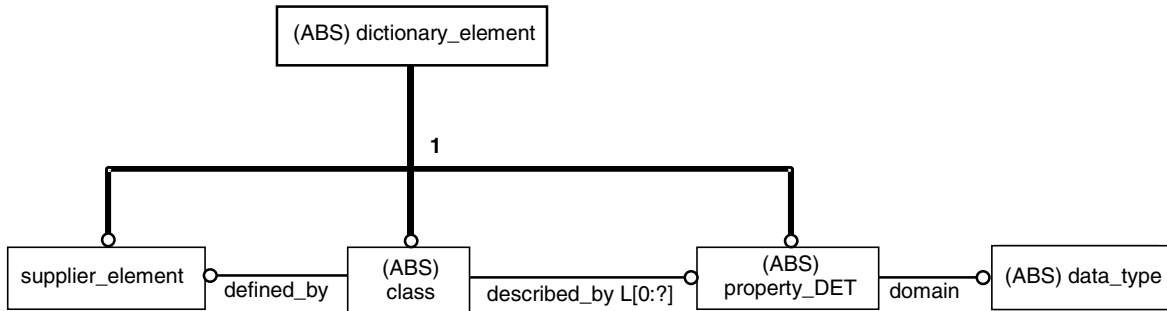 (ABS) dictionary_element
1
supplier_element
defined_by
(ABS)
class
described_by L[0:?]
(ABS)
property_DET
domain
(ABS) data_type